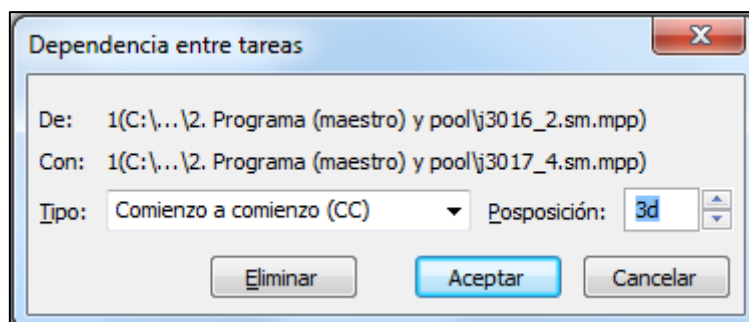 Dependencia entre tareas
De: 1(C:\...\2. Programa (maestro) y pool\j3016_2.sm.mpp)
Con: 1(C:\...\2. Programa (maestro) y pool\j3017_4.sm.mpp)
Tipo: Comienzo a comienzo (CC) Posposición: 3d
Eliminar Aceptar Cancelar